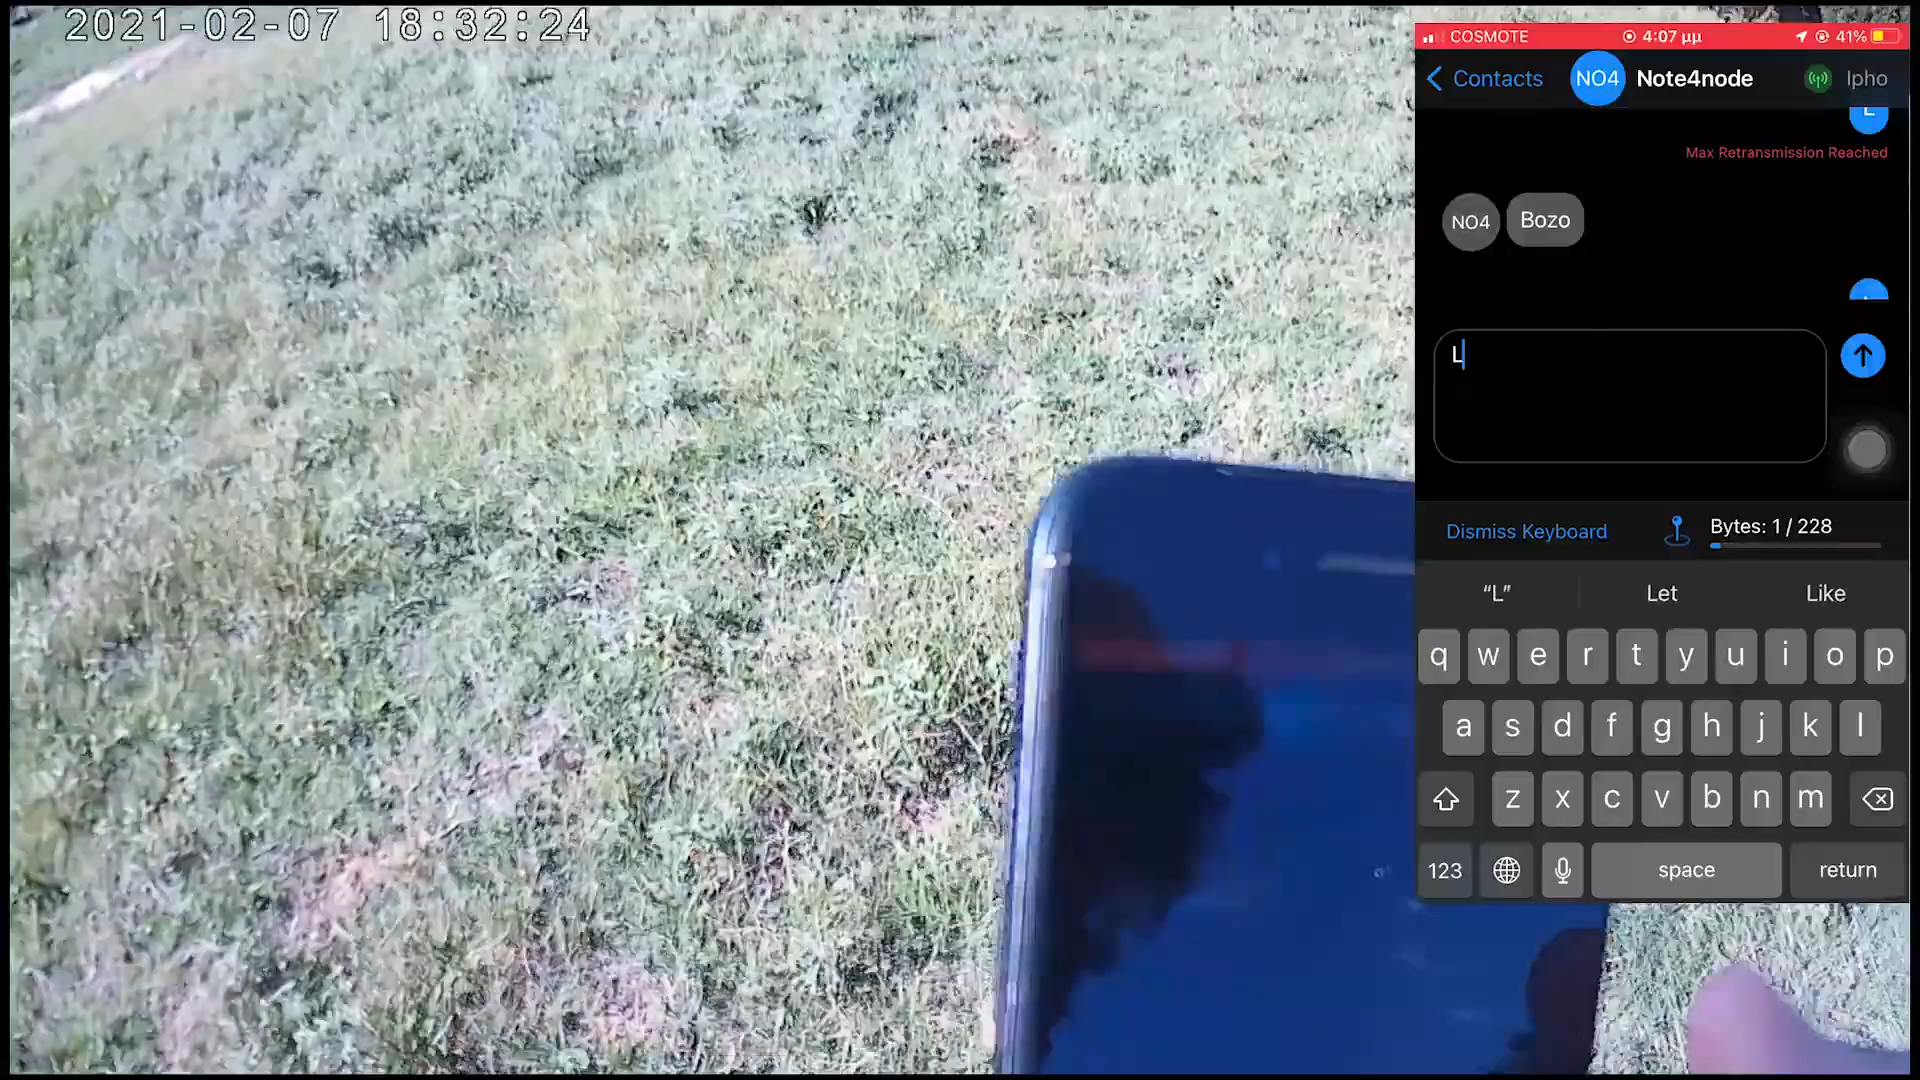 2021-02-07 18:32:24
COSMOTE 4:07 μμ 41%
Contacts NO4 Note4node Ipho
Max Retransmission Reached
NO4 Bozo
L
Dismiss Keyboard Bytes: 1 / 228
“L” Let Like
q w e r t y u i o p
a s d f g h j k l
z x c v b n m
123 space return